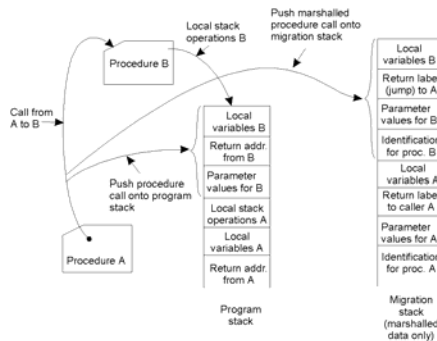 Local stack
operations B
Push marshalled
procedure call onto
migration stack
Procedure B
Call from
A to B
Push procedure
call onto program
stack
Procedure A
Local
variables B
Return addr.
from B
Parameter
values for B
Local stack
operations A
Local
variables A
Return addr.
from A
Program
stack
Local
variables B
Return label
(jump) to A
Parameter
values for B
Identification
for proc. B
Local
variables A
Return label
to caller A
Parameter
values for A
Identification
for proc. A
Migration
stack
(marshalled
data only)